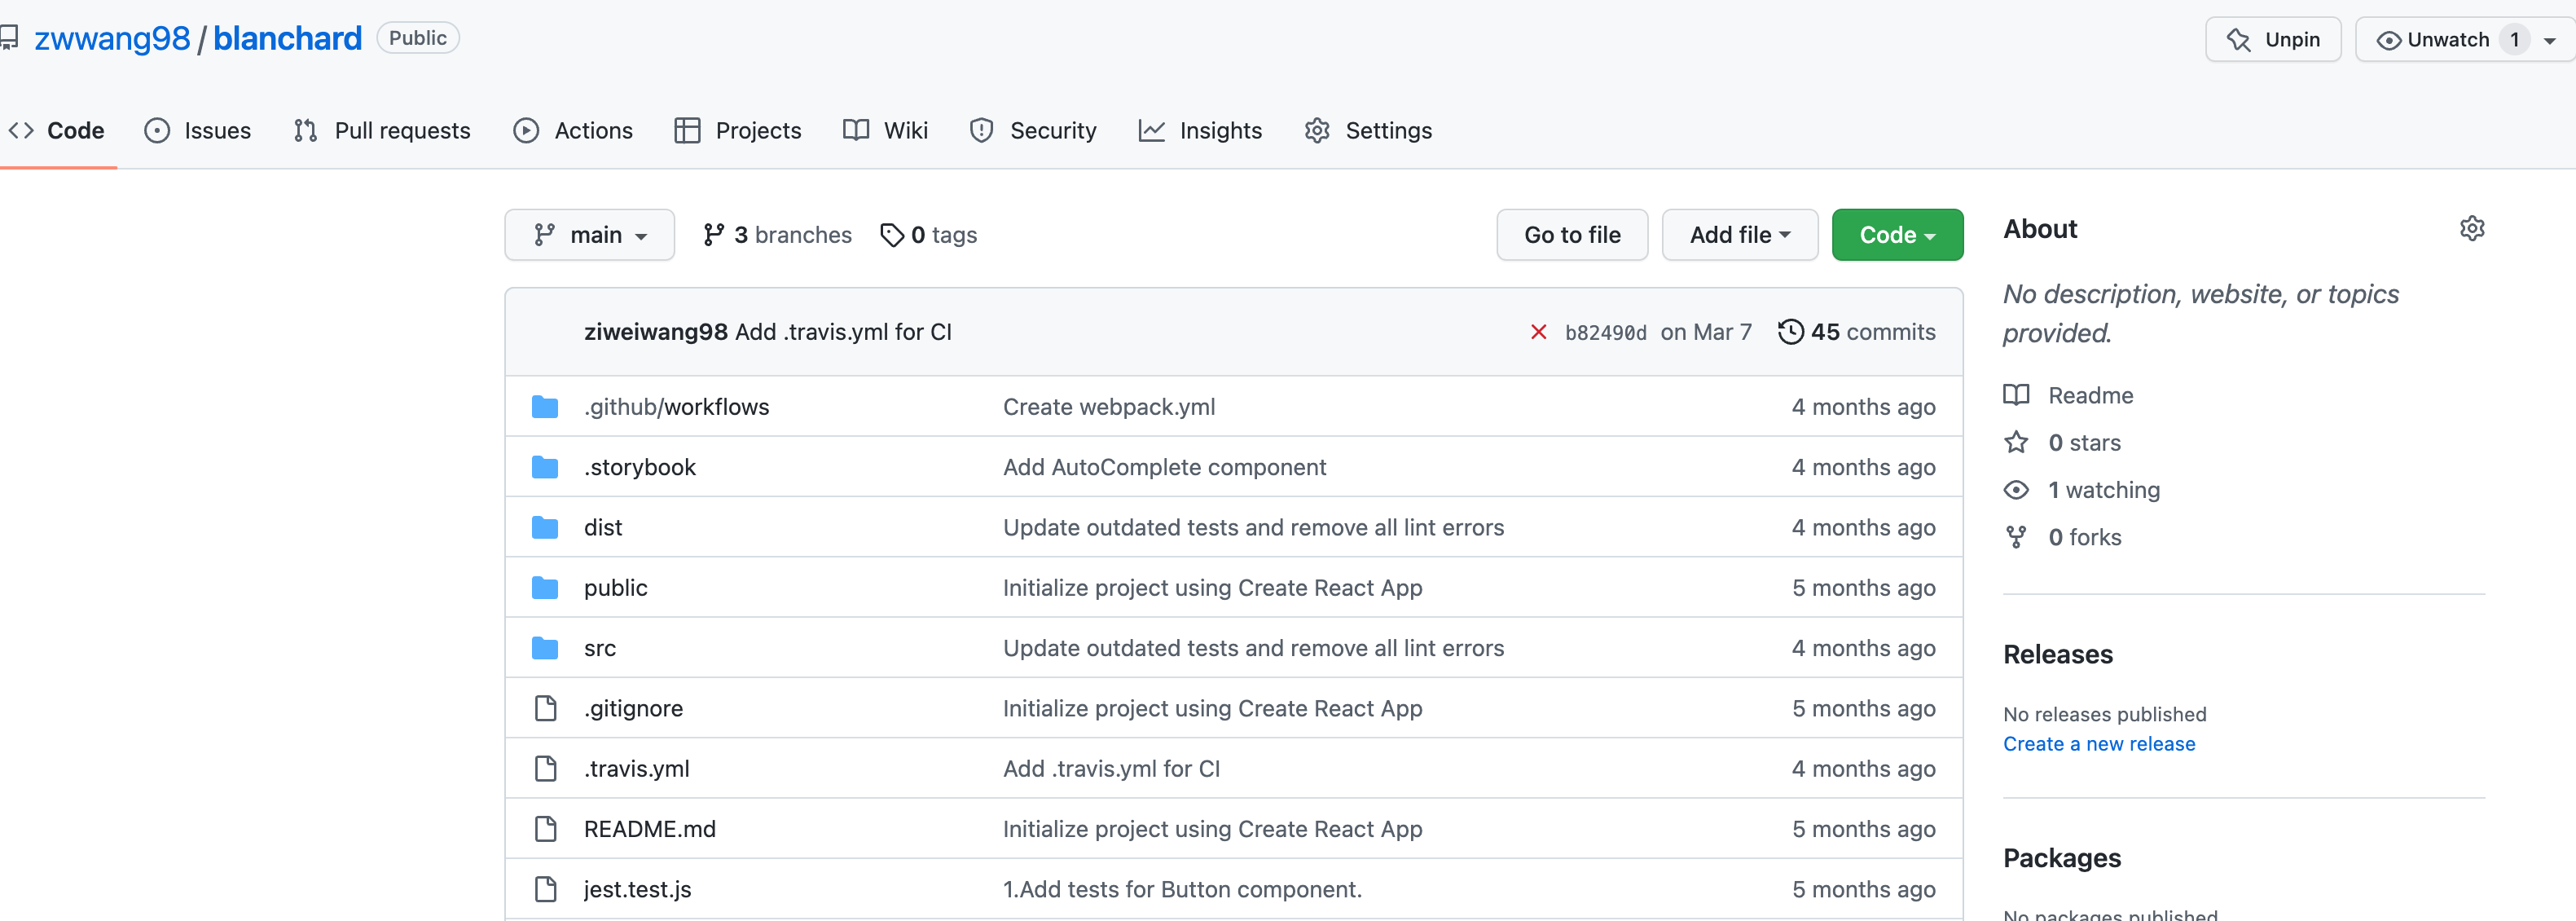 zwwang98 / blanchard Public Unpin Unwatch 1
Code Issues Pull requests Actions Projects Wiki Security Insights Settings
main 3 branches 0 tags Go to file Add file Code
ziweiwang98 Add .travis.yml for CI b82490d on Mar 7 45 commits
.github/workflows Create webpack.yml 4 months ago
.storybook Add AutoComplete component 4 months ago
dist Update outdated tests and remove all lint errors 4 months ago
public Initialize project using Create React App 5 months ago
src Update outdated tests and remove all lint errors 4 months ago
.gitignore Initialize project using Create React App 5 months ago
.travis.yml Add .travis.yml for CI 4 months ago
README.md Initialize project using Create React App 5 months ago
jest.test.js 1.Add tests for Button component. 5 months ago
About
No description, website, or topics
provided.
Readme
0 stars
1 watching
0 forks
Releases
No releases published
Create a new release
Packages
No packages published